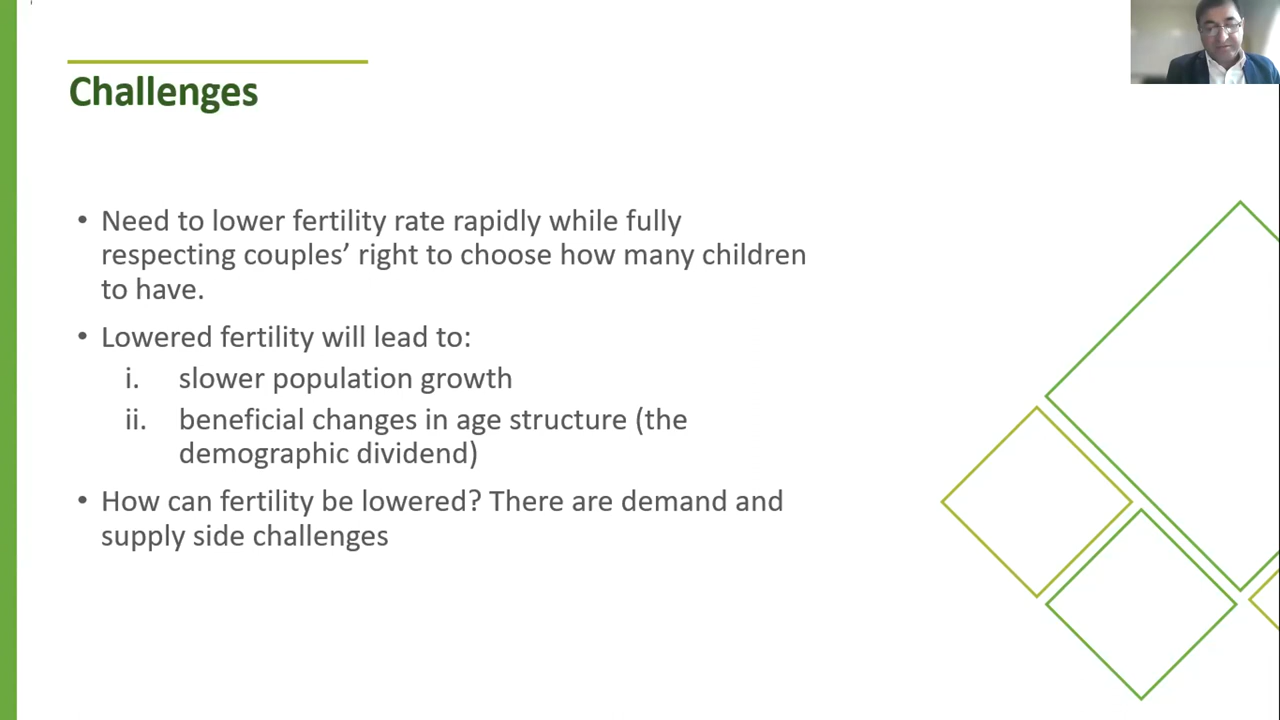 Challenges
• Need to lower fertility rate rapidly while fully
respecting couples’ right to choose how many children
to have.
• Lowered fertility will lead to:
i. slower population growth
ii. beneficial changes in age structure (the
demographic dividend)
• How can fertility be lowered? There are demand and
supply side challenges